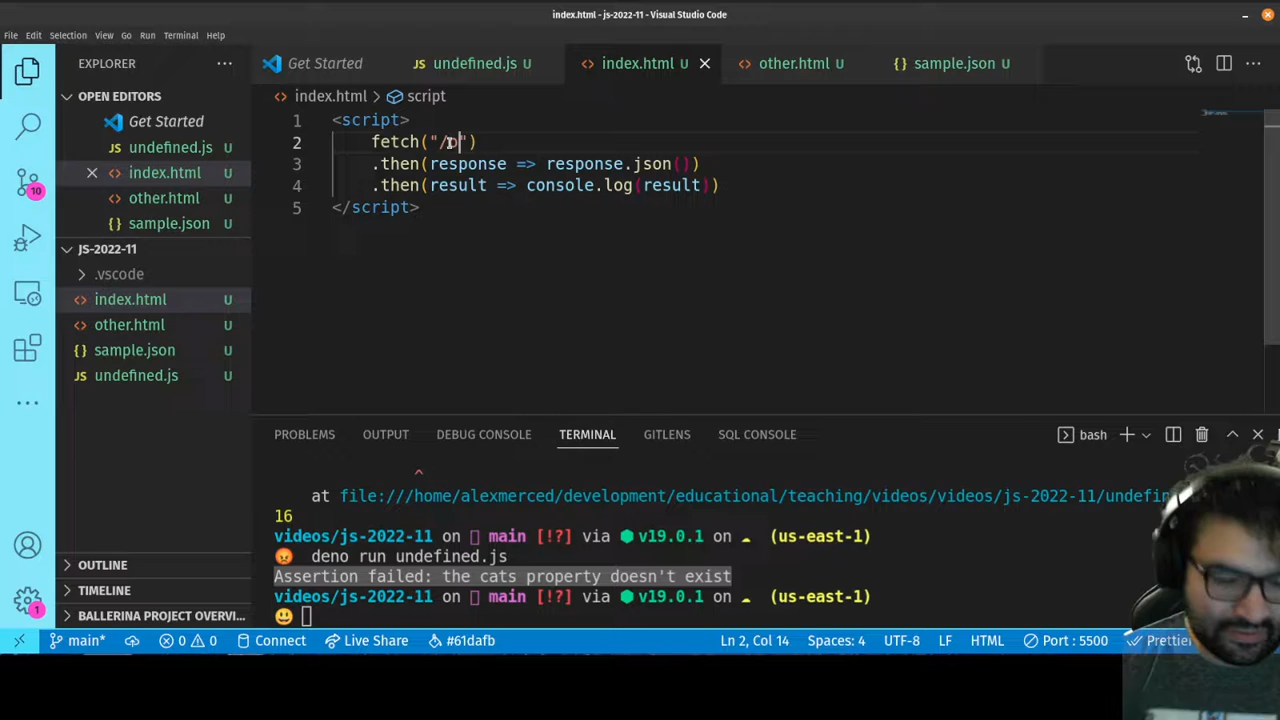 index.html - js-2022-11 - Visual Studio Code
File Edit Selection View Go Run Terminal Help
EXPLORER
OPEN EDITORS
Get Started
JS undefined.js
index.html
other.html
{} sample.json
JS-2022-11
.vscode
index.html U
other.html U
{} sample.json U
JS undefined.js U
OUTLINE
TIMELINE
BALLERINA PROJECT OVERVI...
10
1
Get Started JS undefined.js U index.html U other.html U {} sample.json U
index.html > script
1 <script>
2 fetch("/o")
3 .then(response => response.json())
4 .then(result => console.log(result))
5 </script>
PROBLEMS OUTPUT DEBUG CONSOLE TERMINAL GITLENS SQL CONSOLE
bash
^
at file:///home/alexmerced/development/educational/teaching/videos/videos/js-2022-11/undefin
16
videos/js-2022-11 on main [!?] via v19.0.1 on (us-east-1)
deno run undefined.js
Assertion failed: the cats property doesn't exist
videos/js-2022-11 on main [!?] via v19.0.1 on (us-east-1)
main* 0 0 Connect Live Share #61dafb Ln 2, Col 14 Spaces: 4 UTF-8 LF HTML Port : 5500 Prettier